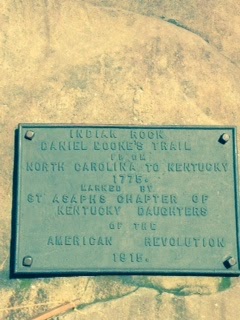 INDIAN ROCK
DANIEL BOONE'S TRAIL
FROM
NORTH CAROLINA TO KENTUCKY
1775.
MARKED BY
ST ASAPHS CHAPTER OF
KENTUCKY DAUGHTERS
OF THE
AMERICAN REVOLUTION
1915.